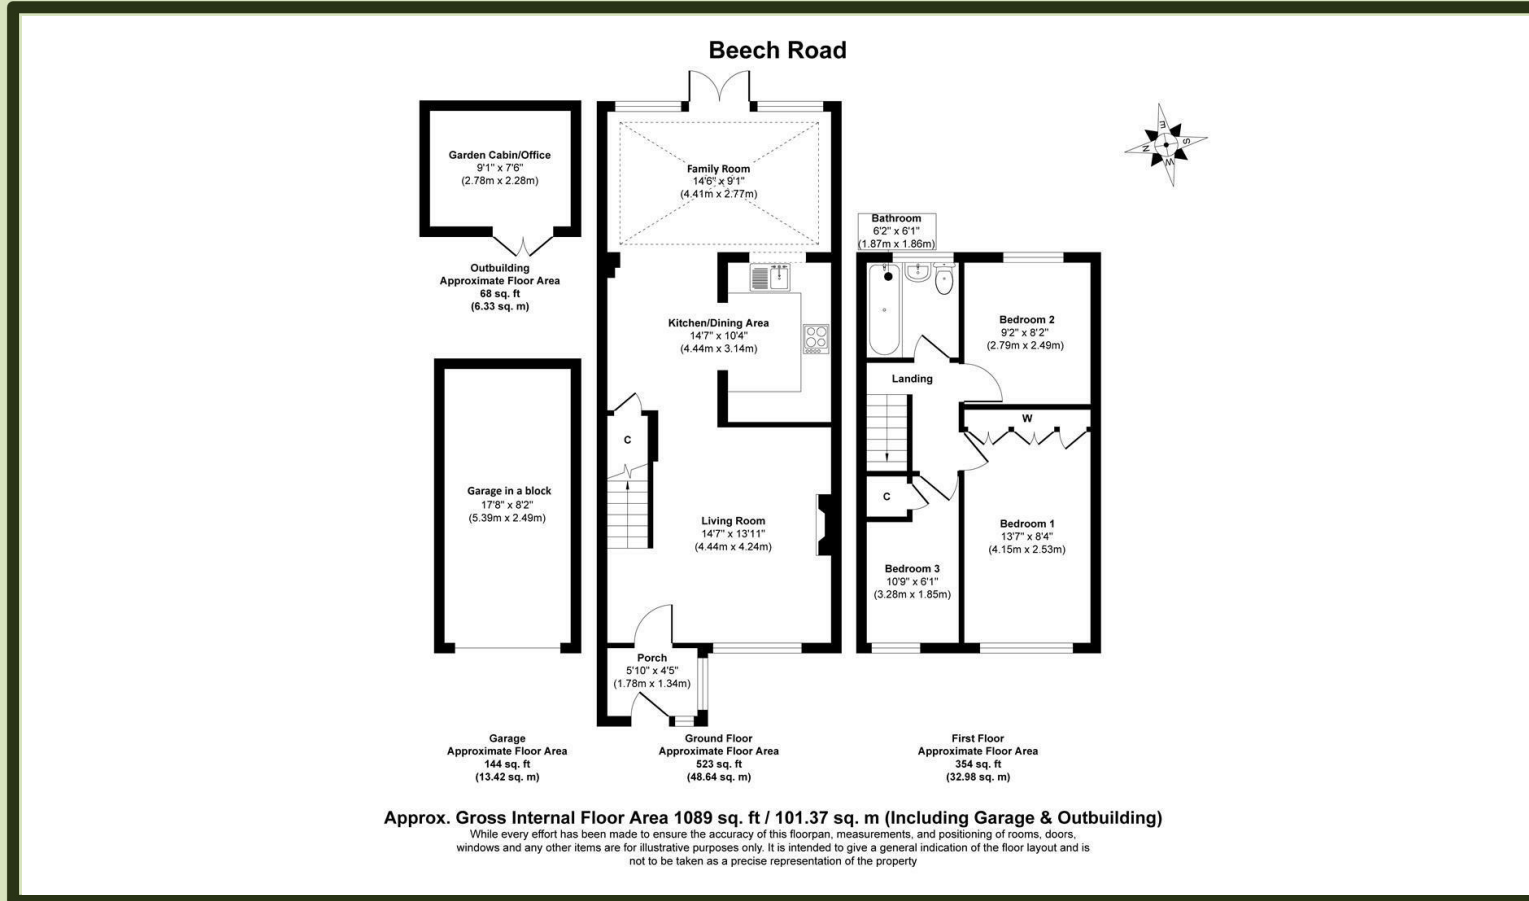 Beech Road
Garden Cabin/Office
9'1" x 7'6"
(2.78m x 2.28m)
Outbuilding
Approximate Floor Area
68 sq. ft
(6.33 sq. m)
Garage in a block
17'8" x 8'2"
(5.39m x 2.49m)
Garage
Approximate Floor Area
144 sq. ft
(13.42 sq. m)
Family Room
14'6" x 9'1"
(4.41m x 2.77m)
Kitchen/Dining Area
14'7" x 10'4"
(4.44m x 3.14m)
C
Living Room
14'7" x 13'11"
(4.44m x 4.24m)
Porch
5'10" x 4'5"
(1.78m x 1.34m)
Ground Floor
Approximate Floor Area
523 sq. ft
(48.64 sq. m)
E
N
S
W
Bathroom
6'2" x 6'1"
(1.87m x 1.86m)
Bedroom 2
9'2" x 8'2"
(2.79m x 2.49m)
Landing
W
C
Bedroom 1
13'7" x 8'4"
(4.15m x 2.53m)
Bedroom 3
10'9" x 6'1"
(3.28m x 1.85m)
First Floor
Approximate Floor Area
354 sq. ft
(32.98 sq. m)
Approx. Gross Internal Floor Area 1089 sq. ft / 101.37 sq. m (Including Garage & Outbuilding)
While every effort has been made to ensure the accuracy of this floorpan, measurements, and positioning of rooms, doors,
windows and any other items are for illustrative purposes only. It is intended to give a general indication of the floor layout and is
not to be taken as a precise representation of the property